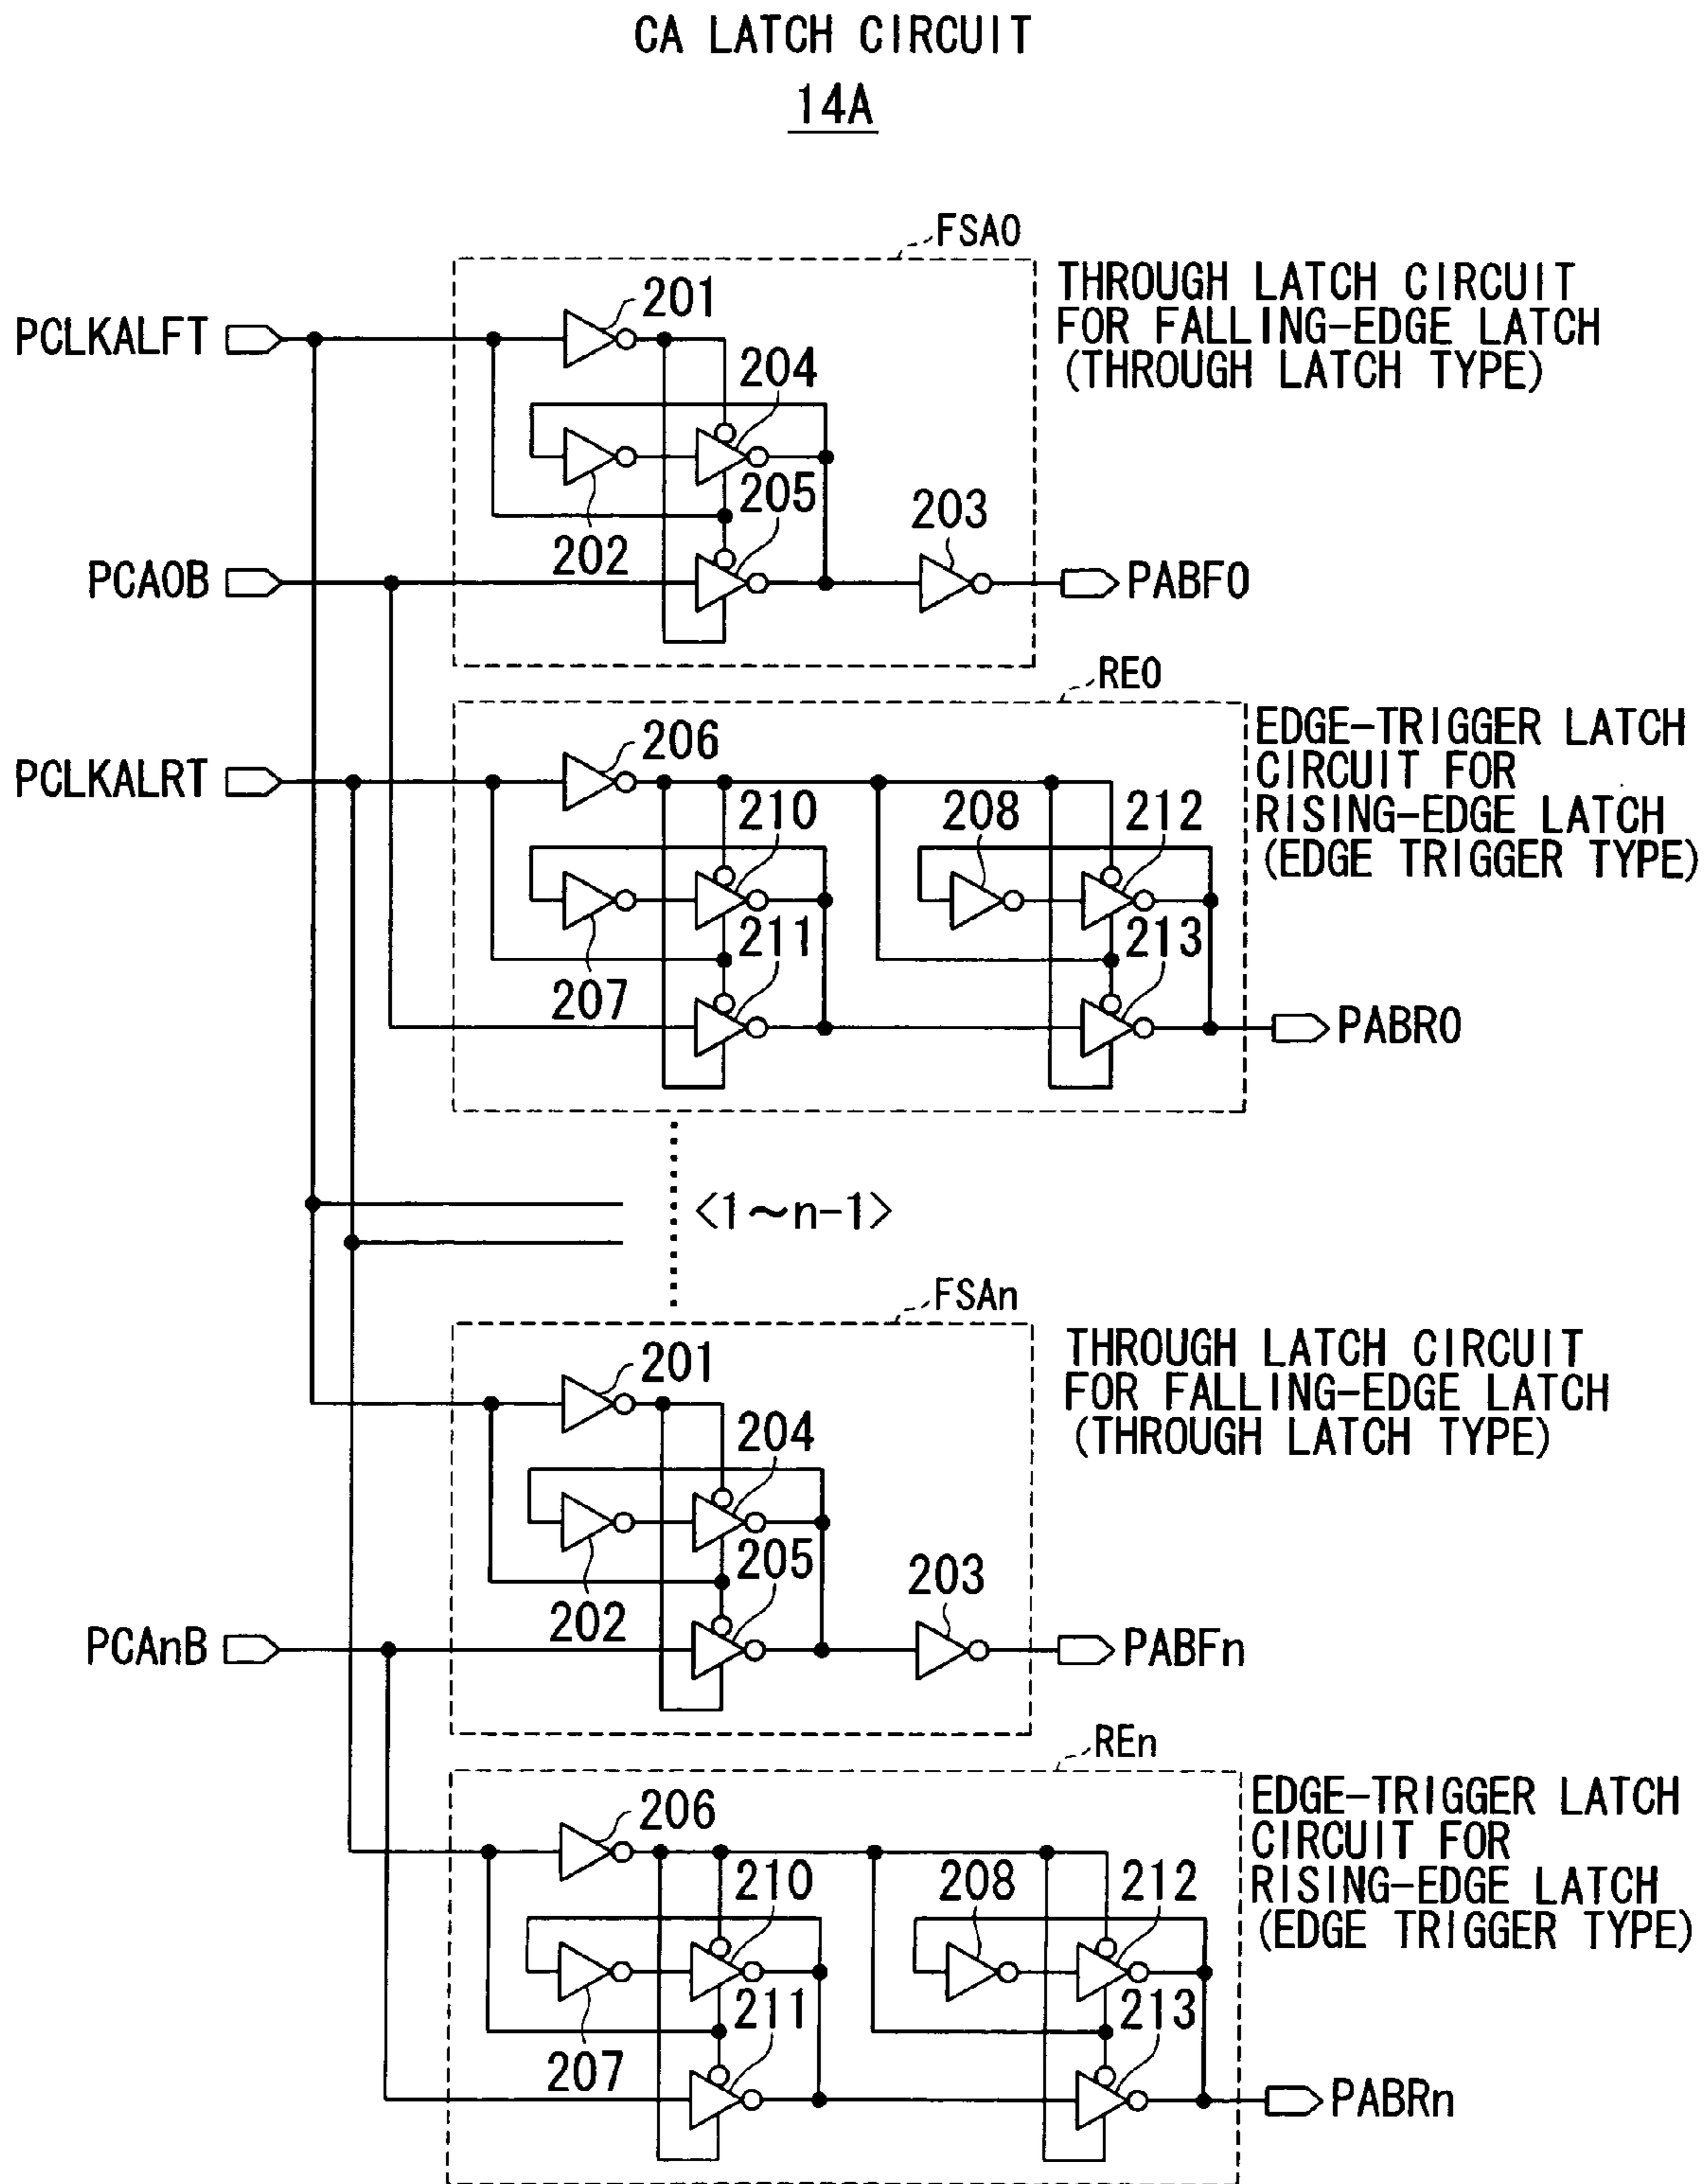 CA LATCH CIRCUIT
14A
FSA0
THROUGH LATCH CIRCUIT
FOR FALLING-EDGE LATCH
(THROUGH LATCH TYPE)
PCLKALFT
201
204
205
202
203
PCA0B
PABF0
RE0
EDGE-TRIGGER LATCH
CIRCUIT FOR
RISING-EDGE LATCH
(EDGE TRIGGER TYPE)
PCLKALRT
206
210
208
212
211
213
207
PABR0
<1~n-1>
FSAn
THROUGH LATCH CIRCUIT
FOR FALLING-EDGE LATCH
(THROUGH LATCH TYPE)
201
204
205
203
202
PCAnB
PABFn
REn
EDGE-TRIGGER LATCH
CIRCUIT FOR
RISING-EDGE LATCH
(EDGE TRIGGER TYPE)
206
210
208
212
211
213
207
PABRn